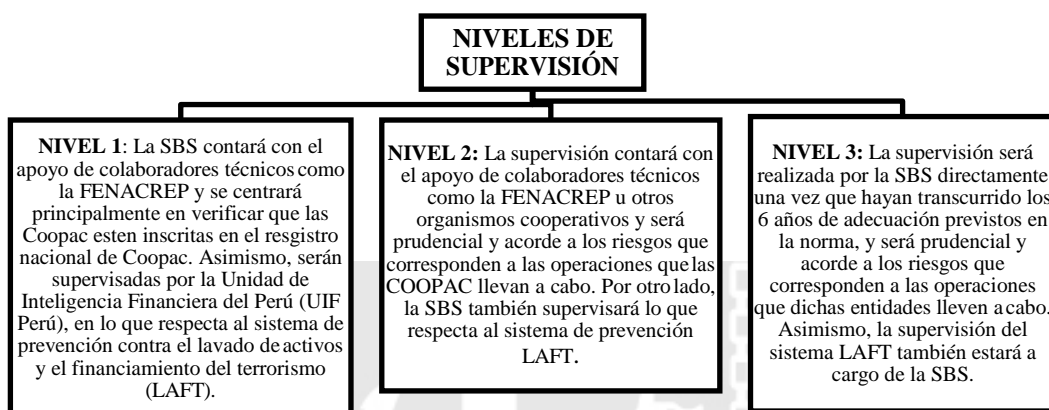 NIVELES DE
SUPERVISIÓN
NIVEL 1: La SBS contará con el
apoyo de colaboradores técnicos como
la FENACREP y se centrará
principalmente en verificar que las
Coopac esten inscritas en el resgistro
nacional de Coopac. Asimismo, serán
supervisadas por la Unidad de
Inteligencia Financiera del Perú (UIF
Perú), en lo que respecta al sistema de
prevención contra el lavado de activos
y el financiamiento del terrorismo
(LAFT).
NIVEL 2: La supervisión contará con
el apoyo de colaboradores técnicos
como la FENACREP u otros
organismos cooperativos y será
prudencial y acorde a los riesgos que
corresponden a las operaciones que las
COOPAC llevan a cabo. Por otro lado,
la SBS también supervisará lo que
respecta al sistema de prevención
LAFT.
NIVEL 3: La supervisión será
realizada por la SBS directamente
una vez que hayan transcurrido los
6 años de adecuación previstos en
la norma, y será prudencial y
acorde a los riesgos que
corresponden a las operaciones
que dichas entidades lleven a cabo.
Asimismo, la supervisión del
sistema LAFT también estará a
cargo de la SBS.